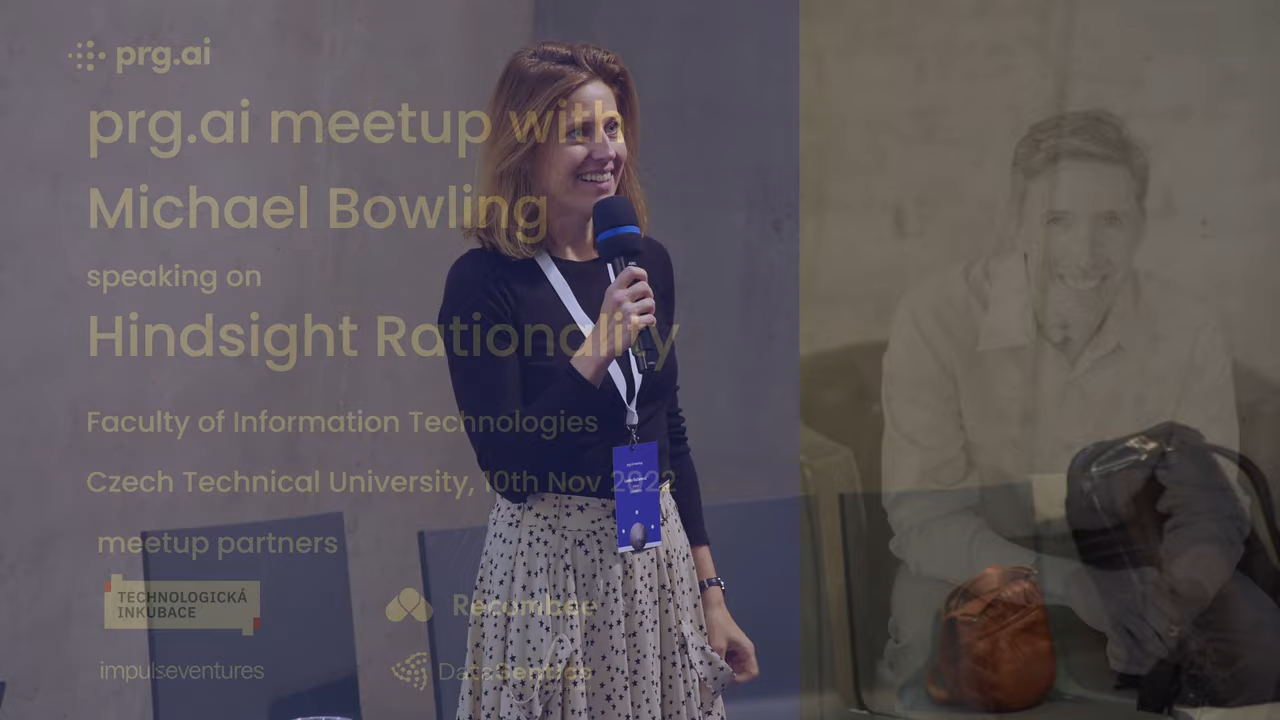 prg.ai
prg.ai meetup with
Michael Bowling
speaking on
Hindsight Rationality
Faculty of Information Technologies
Czech Technical University, 10th Nov 2022
meetup partners
TECHNOLOGICKÁ
INKUBACE
Recombee
impulseventures
DataSentics